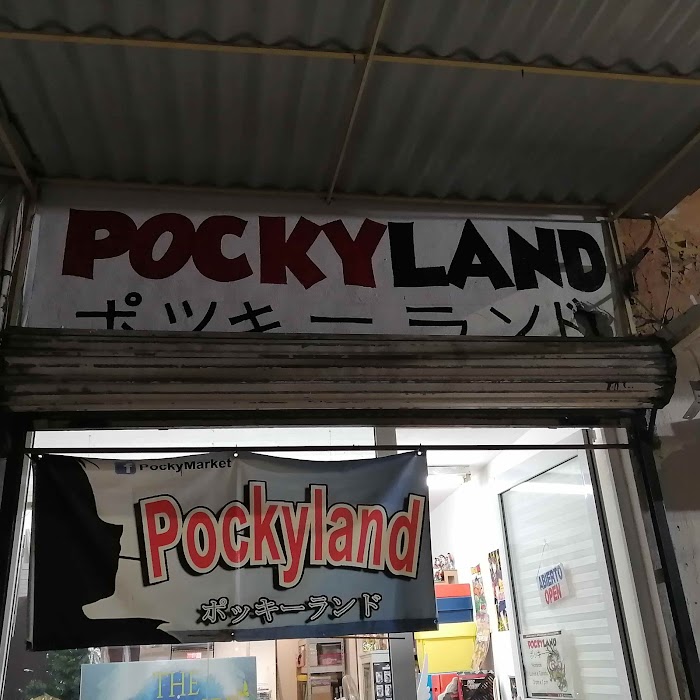 POCKYLAND
ポッキーランド
PockyMarket
Pockyland
ポッキーランド
ABIERTO
OPEN
POCKYLAND
THE